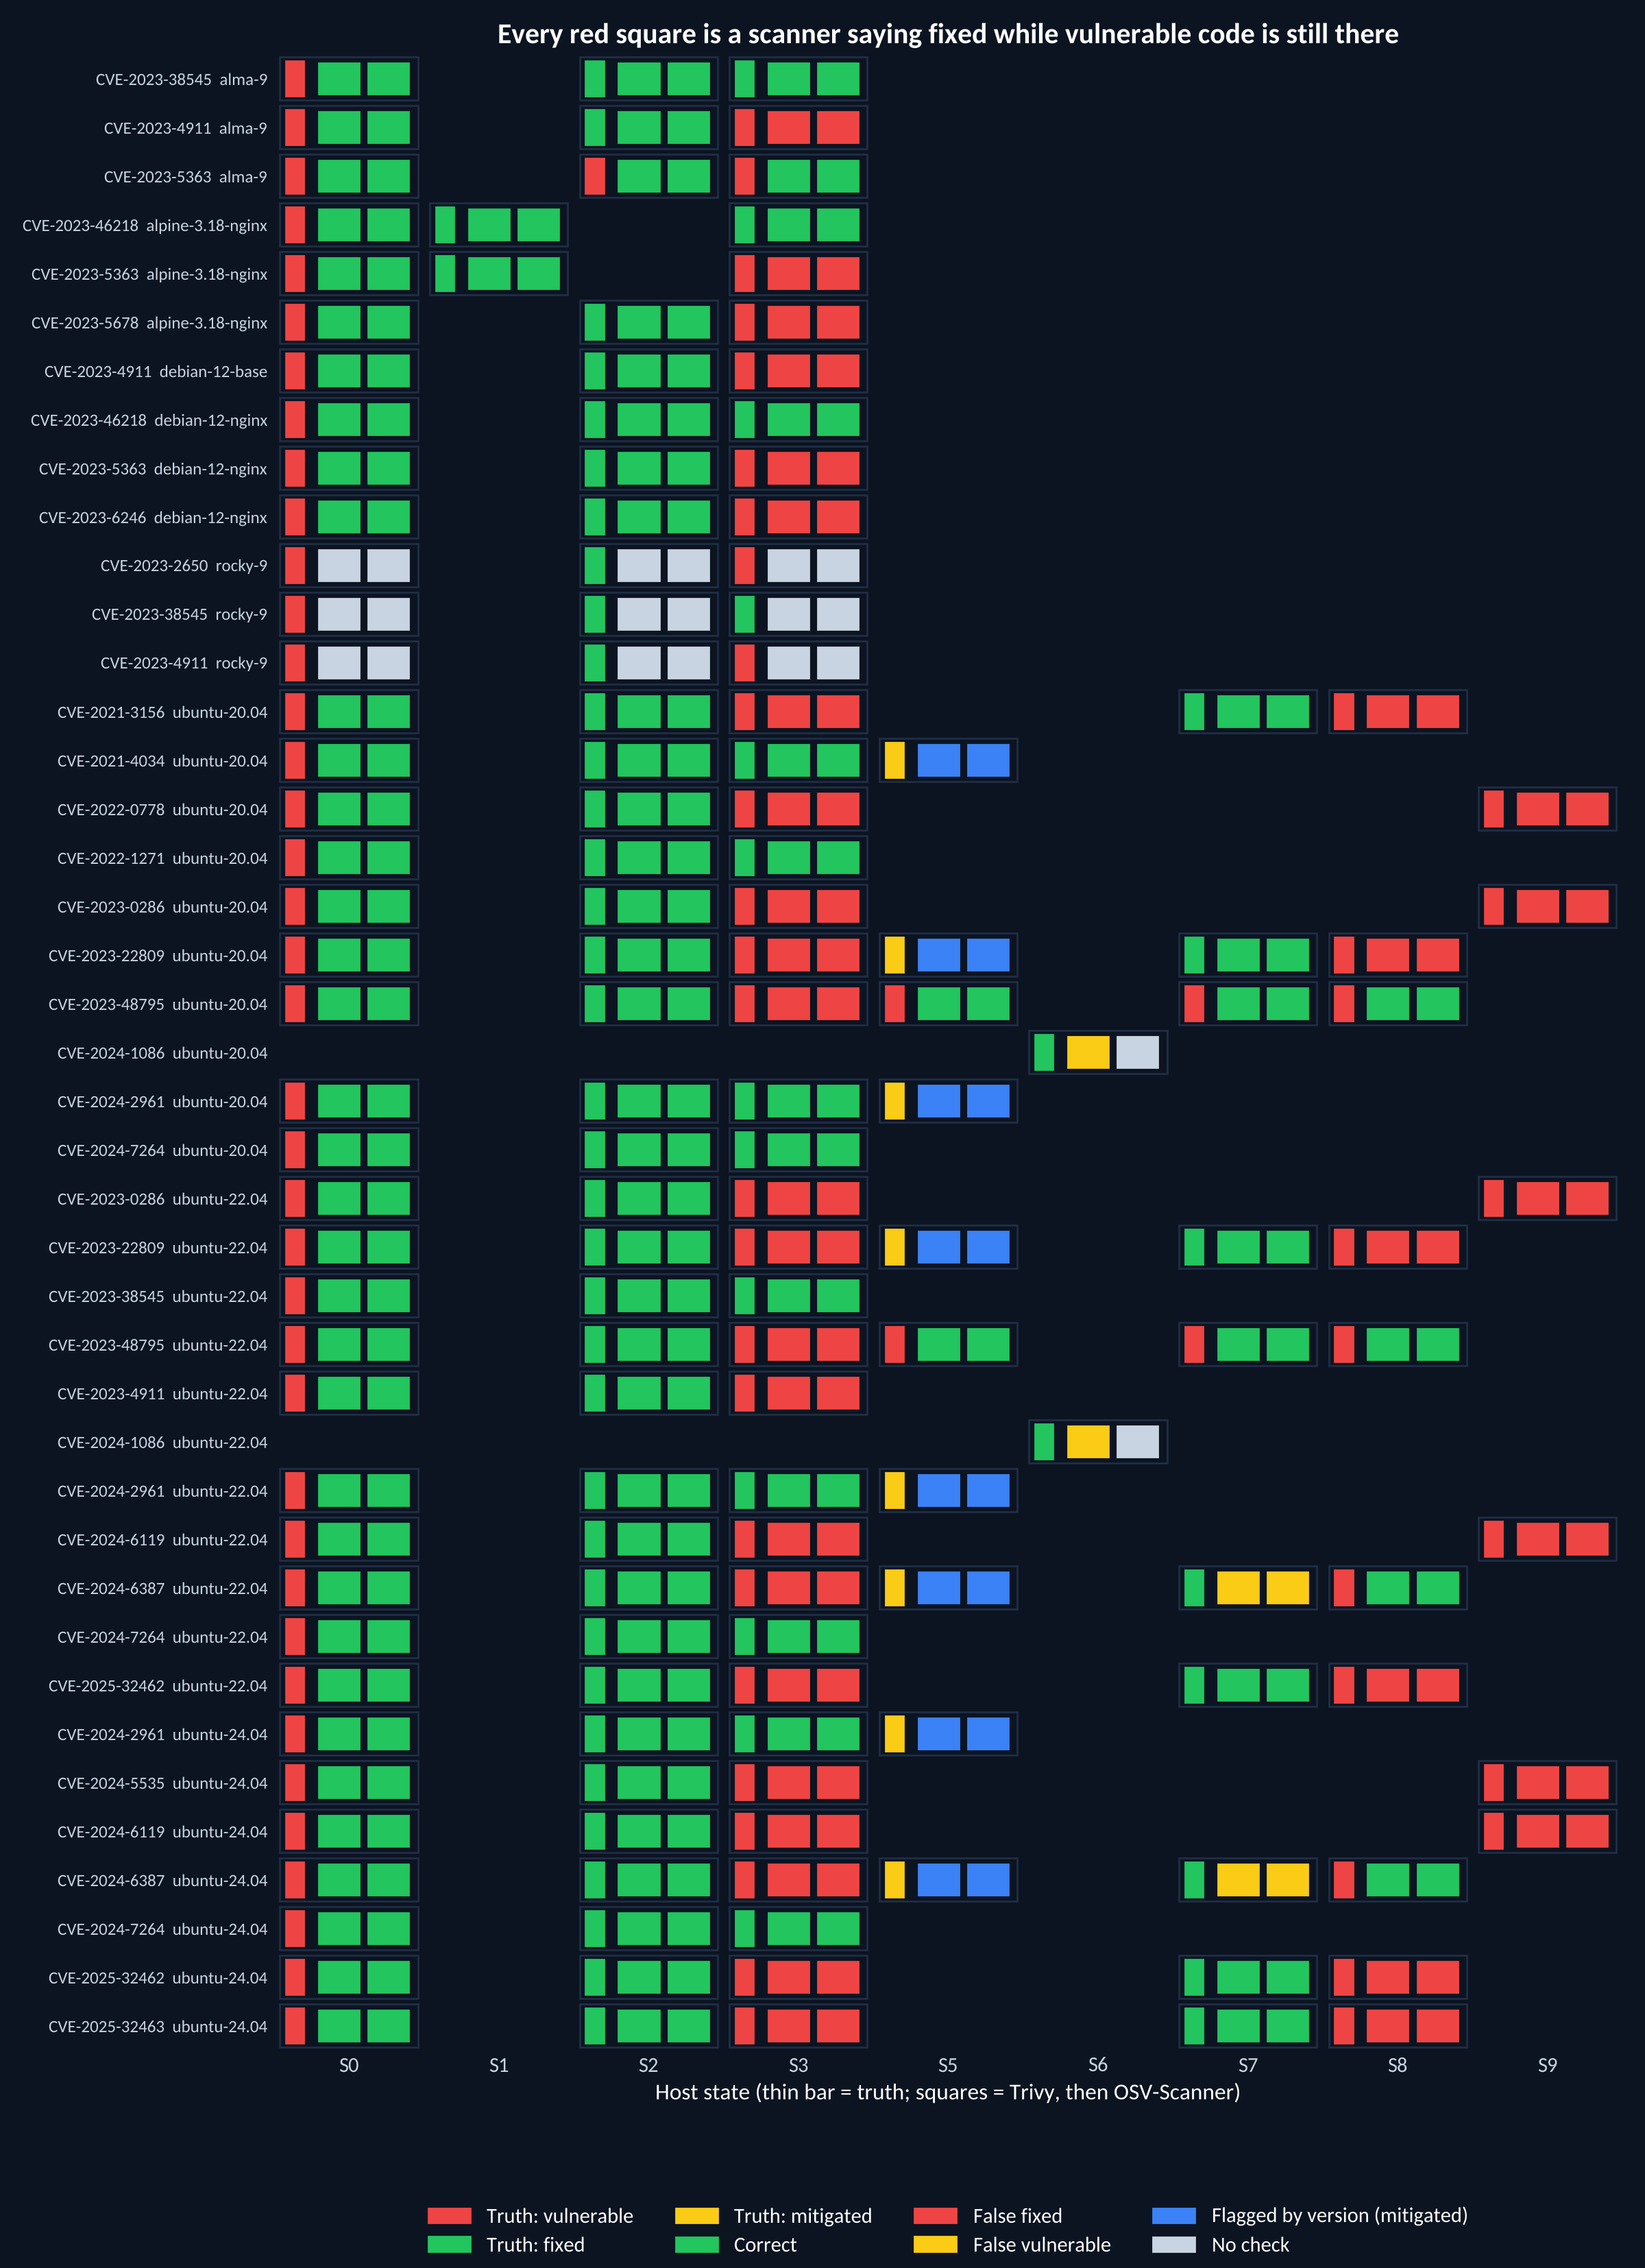 Every red square is a scanner saying fixed while vulnerable code is still there
CVE-2023-38545 alma-9
CVE-2023-4911 alma-9
CVE-2023-5363 alma-9
CVE-2023-46218 alpine-3.18-nginx
CVE-2023-5363 alpine-3.18-nginx
CVE-2023-5678 alpine-3.18-nginx
CVE-2023-4911 debian-12-base
CVE-2023-46218 debian-12-nginx
CVE-2023-5363 debian-12-nginx
CVE-2023-6246 debian-12-nginx
CVE-2023-2650 rocky-9
CVE-2023-38545 rocky-9
CVE-2023-4911 rocky-9
CVE-2021-3156 ubuntu-20.04
CVE-2021-4034 ubuntu-20.04
CVE-2022-0778 ubuntu-20.04
CVE-2022-1271 ubuntu-20.04
CVE-2023-0286 ubuntu-20.04
CVE-2023-22809 ubuntu-20.04
CVE-2023-48795 ubuntu-20.04
CVE-2024-1086 ubuntu-20.04
CVE-2024-2961 ubuntu-20.04
CVE-2024-7264 ubuntu-20.04
CVE-2023-0286 ubuntu-22.04
CVE-2023-22809 ubuntu-22.04
CVE-2023-38545 ubuntu-22.04
CVE-2023-48795 ubuntu-22.04
CVE-2023-4911 ubuntu-22.04
CVE-2024-1086 ubuntu-22.04
CVE-2024-2961 ubuntu-22.04
CVE-2024-6119 ubuntu-22.04
CVE-2024-6387 ubuntu-22.04
CVE-2024-7264 ubuntu-22.04
CVE-2025-32462 ubuntu-22.04
CVE-2024-2961 ubuntu-24.04
CVE-2024-5535 ubuntu-24.04
CVE-2024-6119 ubuntu-24.04
CVE-2024-6387 ubuntu-24.04
CVE-2024-7264 ubuntu-24.04
CVE-2025-32462 ubuntu-24.04
CVE-2025-32463 ubuntu-24.04
S0 S1 S2 S3 S5 S6 S7 S8 S9
Host state (thin bar = truth; squares = Trivy, then OSV-Scanner)
Truth: vulnerable Truth: mitigated False fixed Flagged by version (mitigated)
Truth: fixed Correct False vulnerable No check